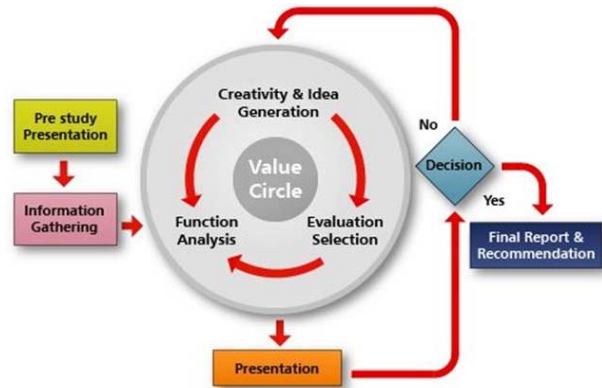 Pre study
Presentation
Information
Gathering
Creativity & Idea
Generation
Value
Circle
Function
Analysis
Evaluation
Selection
Presentation
No
Decision
Yes
Final Report &
Recommendation